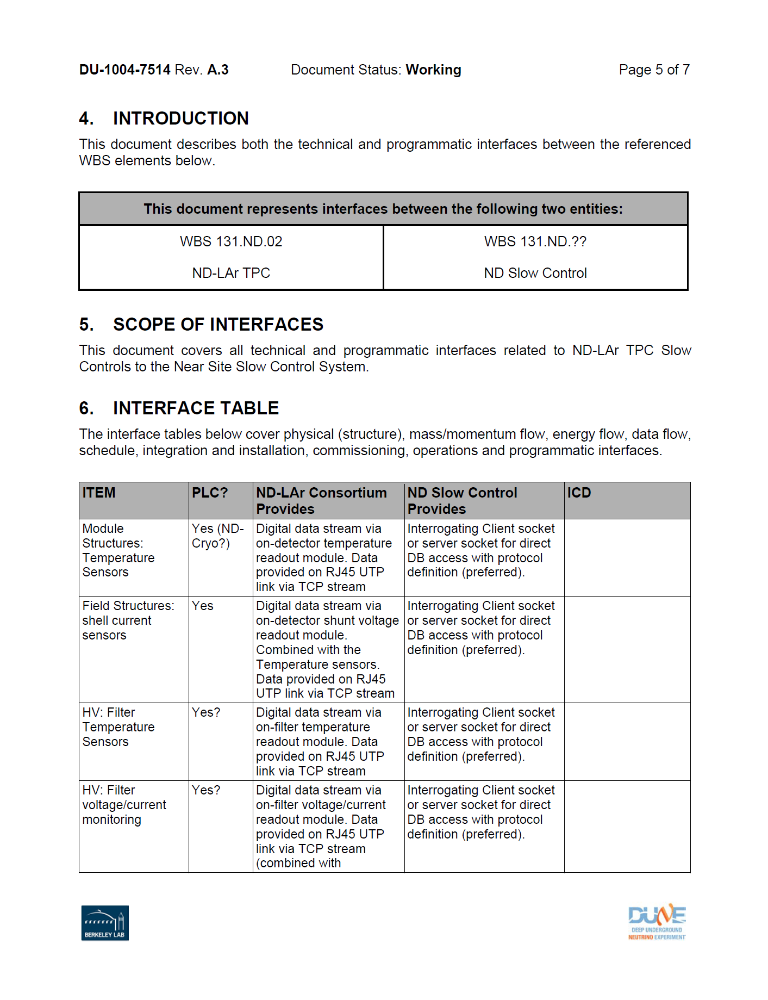 DU-1004-7514 Rev. A.3 Document Status: Working Page 5 of 7
4. INTRODUCTION
This document describes both the technical and programmatic interfaces between the referenced
WBS elements below.
This document represents interfaces between the following two entities:
WBS 131.ND.02
ND-LAr TPC
WBS 131.ND.??
ND Slow Control
5. SCOPE OF INTERFACES
This document covers all technical and programmatic interfaces related to ND-LAr TPC Slow
Controls to the Near Site Slow Control System.
6. INTERFACE TABLE
The interface tables below cover physical (structure), mass/momentum flow, energy flow, data flow,
schedule, integration and installation, commissioning, operations and programmatic interfaces.
ITEM
PLC?
ND-LAr Consortium
Provides
ND Slow Control
Provides
ICD
Module
Structures:
Temperature
Sensors
Yes (ND-
Cryo?)
Digital data stream via
on-detector temperature
readout module. Data
provided on RJ45 UTP
link via TCP stream
Interrogating Client socket
or server socket for direct
DB access with protocol
definition (preferred).
Field Structures:
shell current
sensors
Yes
Digital data stream via
on-detector shunt voltage
readout module.
Combined with the
Temperature sensors.
Data provided on RJ45
UTP link via TCP stream
Interrogating Client socket
or server socket for direct
DB access with protocol
definition (preferred).
HV: Filter
Temperature
Sensors
Yes?
Digital data stream via
on-filter temperature
readout module. Data
provided on RJ45 UTP
link via TCP stream
Interrogating Client socket
or server socket for direct
DB access with protocol
definition (preferred).
HV: Filter
voltage/current
monitoring
Yes?
Digital data stream via
on-filter voltage/current
readout module. Data
provided on RJ45 UTP
link via TCP stream
(combined with
Interrogating Client socket
or server socket for direct
DB access with protocol
definition (preferred).
BERKELEY LAB
DUNE
DEEP UNDERGROUND
NEUTRINO EXPERIMENT